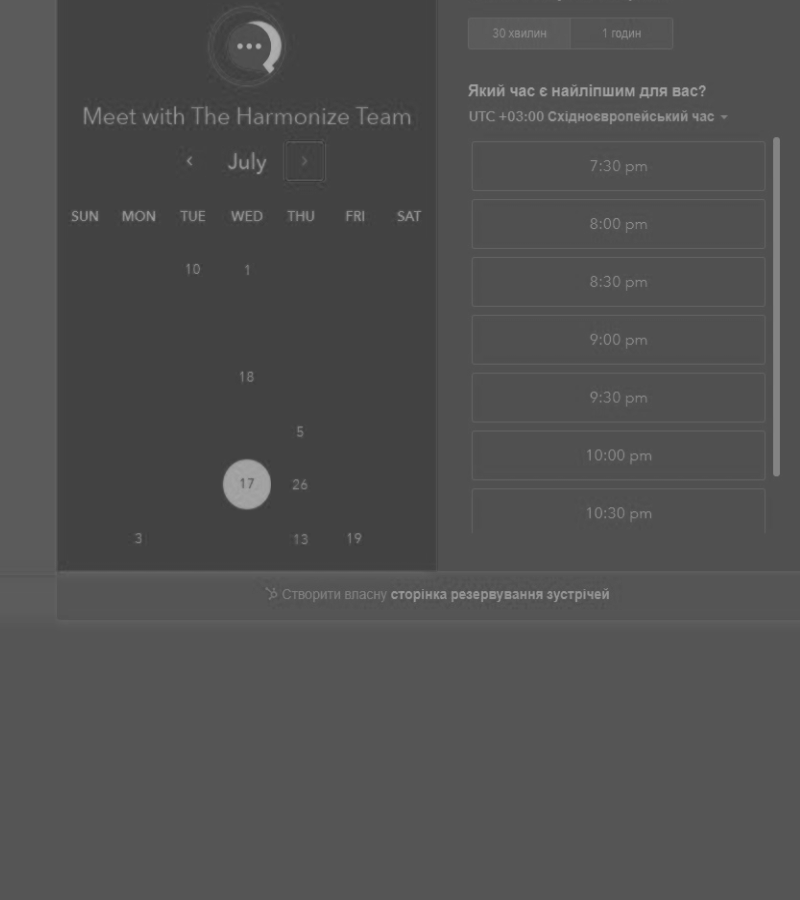 Meet with The Harmonize Team
July
SUN MON TUE WED THU FRI SAT
10 1
18
5
17 26
3 13 19
30 хвилин 1 годин
Який час є найліпшим для вас?
UTC +03:00 Східноєвропейський час
7:30 pm
8:00 pm
8:30 pm
9:00 pm
9:30 pm
10:00 pm
10:30 pm
Створити власну сторінка резервування зустрічей